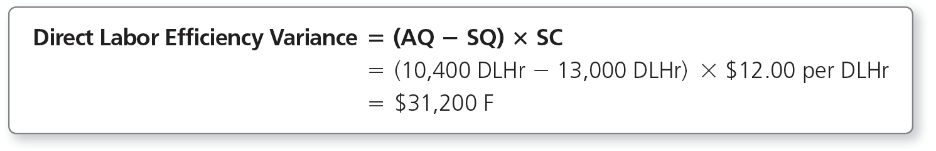 Direct Labor Efficiency Variance = (AQ − SQ) × SC
= (10,400 DLHr − 13,000 DLHr) × $12.00 per DLHr
= $31,200 F